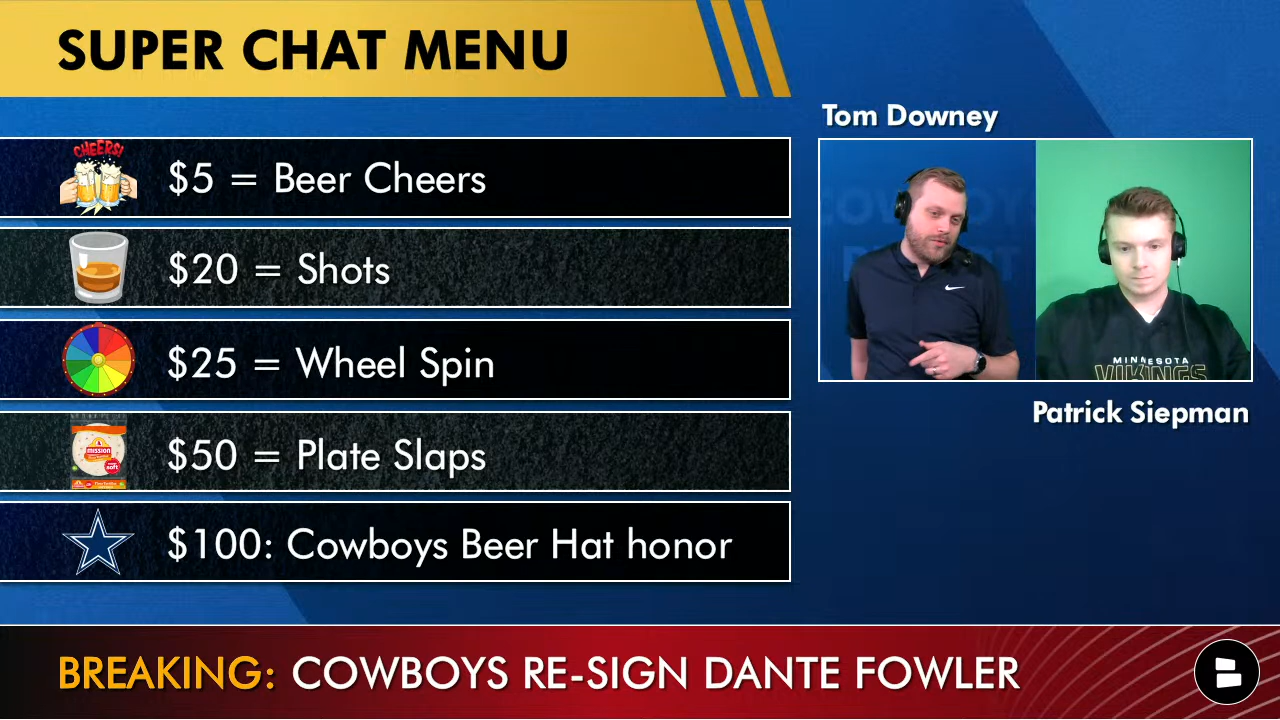 SUPER CHAT MENU
Tom Downey
CHEERS!
$5 = Beer Cheers
$20 = Shots
$25 = Wheel Spin
MINNESOTA
VIKINGS
Patrick Siepman
MISSION
$50 = Plate Slaps
$100: Cowboys Beer Hat honor
BREAKING: COWBOYS RE-SIGN DANTE FOWLER